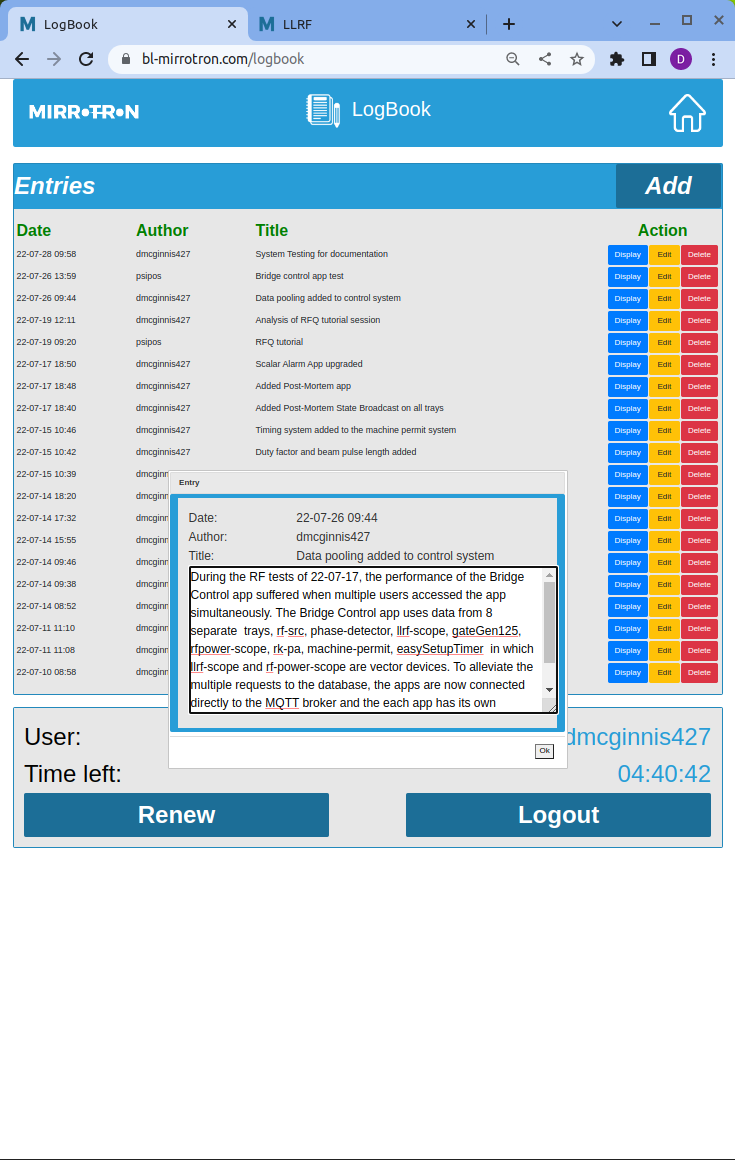 LogBook
LLRF
bl-mirrotron.com/logbook
D
MIRROTRON
LogBook
Entries
Add
Date Author Title Action
22-07-28 09:58 dmcginnis427 System Testing for documentation Display Edit Delete
22-07-26 13:59 psipos Bridge control app test Display Edit Delete
22-07-26 09:44 dmcginnis427 Data pooling added to control system Display Edit Delete
22-07-19 12:11 dmcginnis427 Analysis of RFQ tutorial session Display Edit Delete
22-07-19 09:20 psipos RFQ tutorial Display Edit Delete
22-07-17 18:50 dmcginnis427 Scalar Alarm App upgraded Display Edit Delete
22-07-17 18:48 dmcginnis427 Added Post-Mortem app Display Edit Delete
22-07-17 18:40 dmcginnis427 Added Post-Mortem State Broadcast on all trays Display Edit Delete
22-07-15 10:46 dmcginnis427 Timing system added to the machine permit system Display Edit Delete
22-07-15 10:42 dmcginnis427 Duty factor and beam pulse length added Display Edit Delete
22-07-15 10:39 dmcginn Display Edit Delete
22-07-14 18:20 dmcginn Display Edit Delete
22-07-14 17:32 dmcginn Display Edit Delete
22-07-14 15:55 dmcginn Display Edit Delete
22-07-14 09:46 dmcginn Display Edit Delete
22-07-14 09:38 dmcginn Display Edit Delete
22-07-14 08:52 dmcginn Display Edit Delete
22-07-11 11:10 dmcginn Display Edit Delete
22-07-11 11:08 dmcginn Display Edit Delete
22-07-10 08:58 dmcginn Display Edit Delete
Entry
Date: 22-07-26 09:44
Author: dmcginnis427
Title: Data pooling added to control system
During the RF tests of 22-07-17, the performance of the Bridge
Control app suffered when multiple users accessed the app
simultaneously. The Bridge Control app uses data from 8
separate  trays, rf-src, phase-detector, llrf-scope, gateGen125,
rfpower-scope, rk-pa, machine-permit, easySetupTimer  in which
llrf-scope and rf-power-scope are vector devices. To alleviate the
multiple requests to the database, the apps are now connected
directly to the MQTT broker and the each app has its own
Ok
User: dmcginnis427
Time left: 04:40:42
Renew Logout